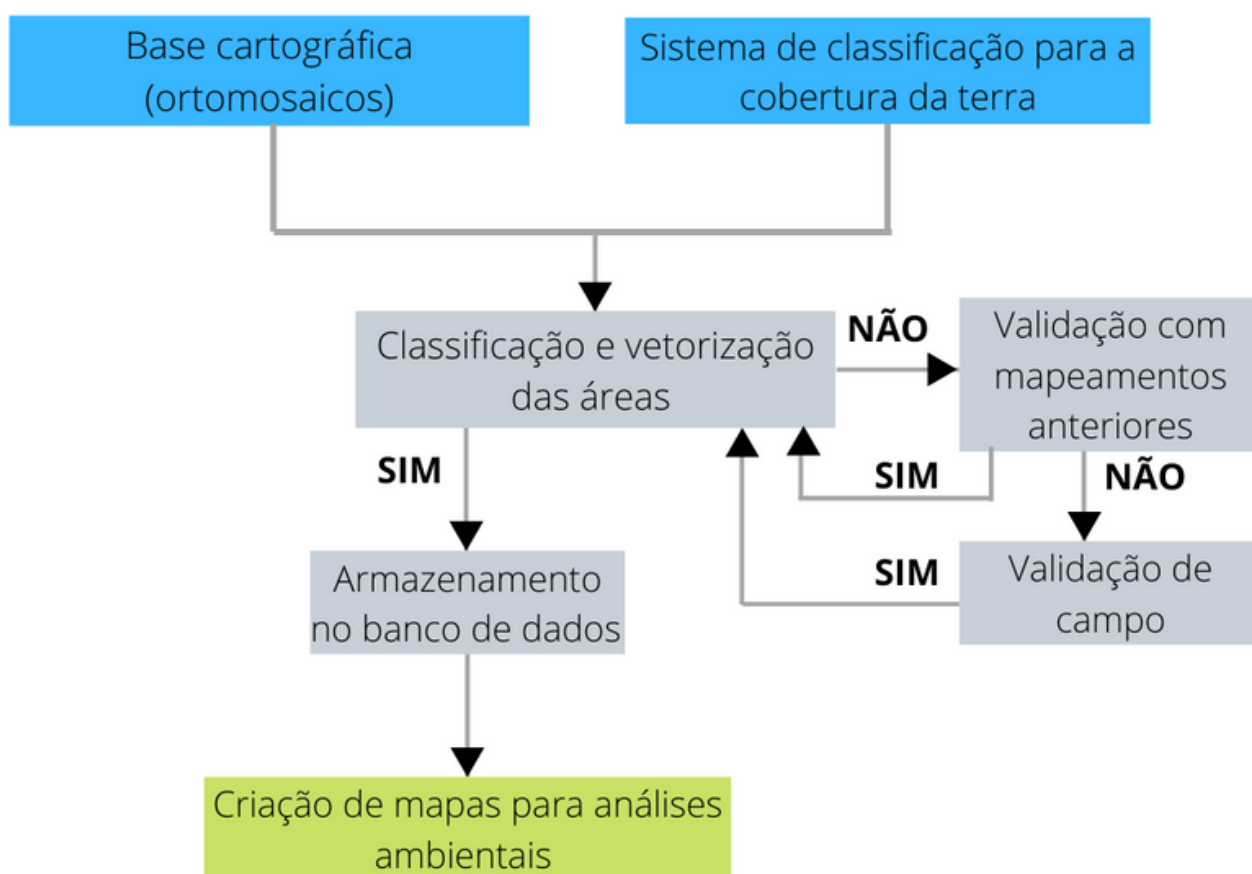 Base cartográfica
(ortomosaicos)
Sistema de classificação para a
cobertura da terra
Classificação e vetorização
das áreas
NÃO
Validação com
mapeamentos
anteriores
SIM
SIM
NÃO
Armazenamento
no banco de dados
SIM
Validação de
campo
Criação de mapas para análises
ambientais